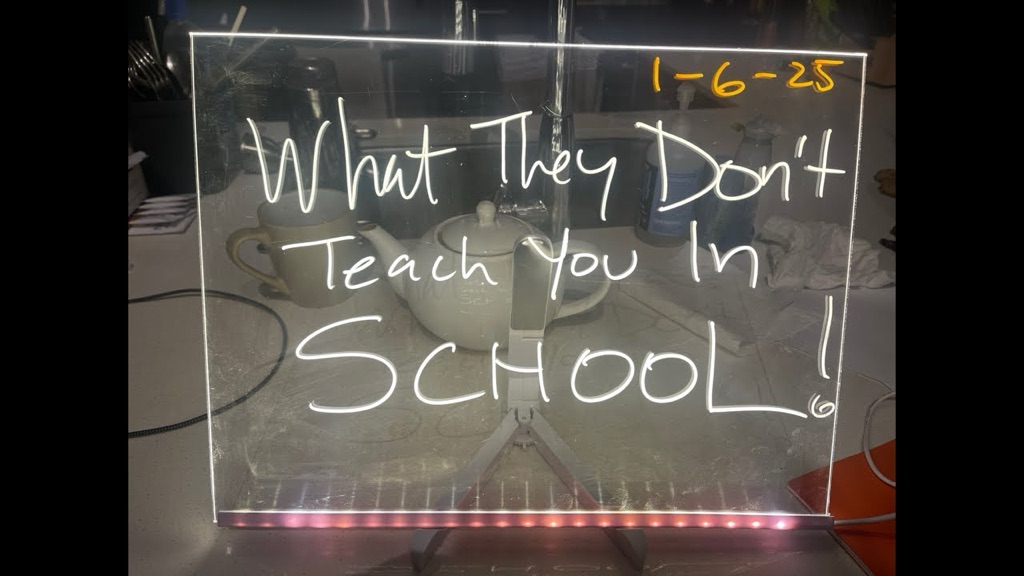 1-6-25
What They Don't
Teach You In
SCHOOL!